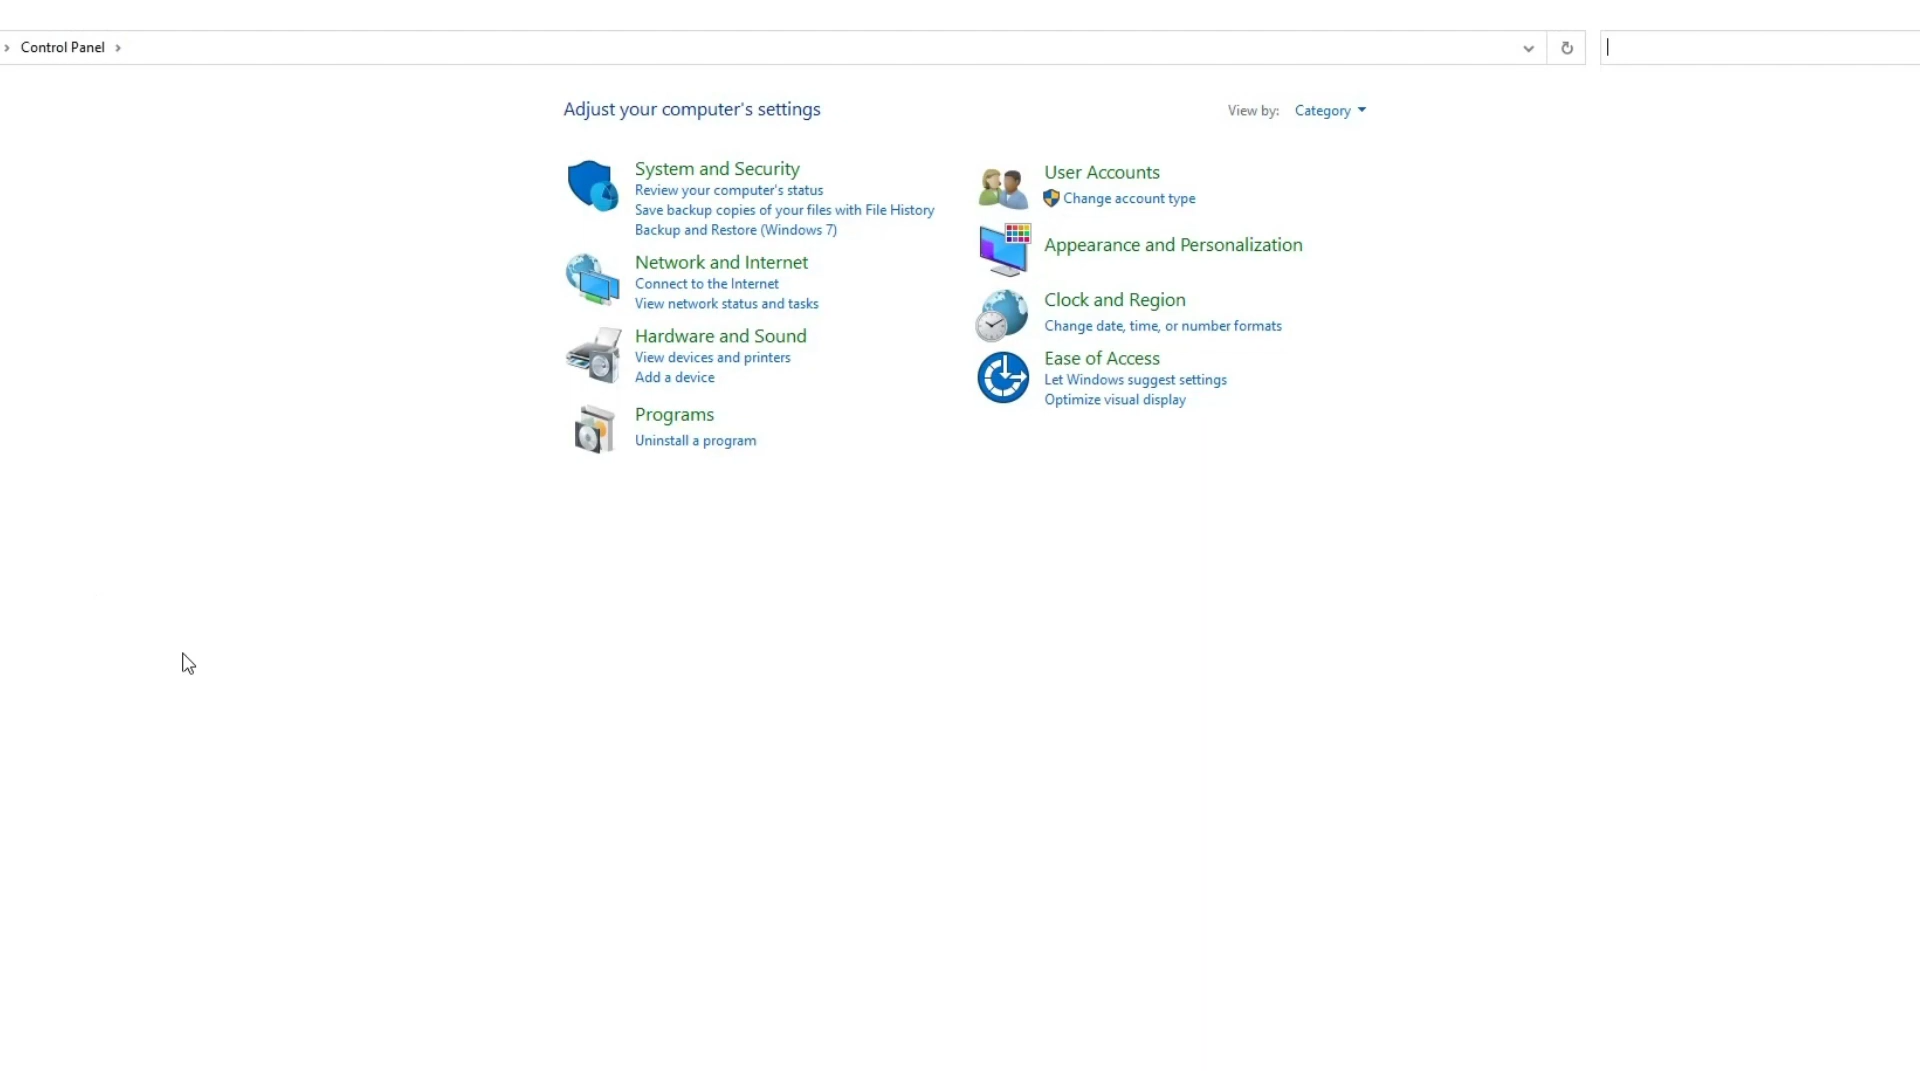 Control Panel
Adjust your computer's settings
View by: Category
System and Security
Review your computer's status
Save backup copies of your files with File History
Backup and Restore (Windows 7)
Network and Internet
Connect to the Internet
View network status and tasks
Hardware and Sound
View devices and printers
Add a device
Programs
Uninstall a program
User Accounts
Change account type
Appearance and Personalization
Clock and Region
Change date, time, or number formats
Ease of Access
Let Windows suggest settings
Optimize visual display